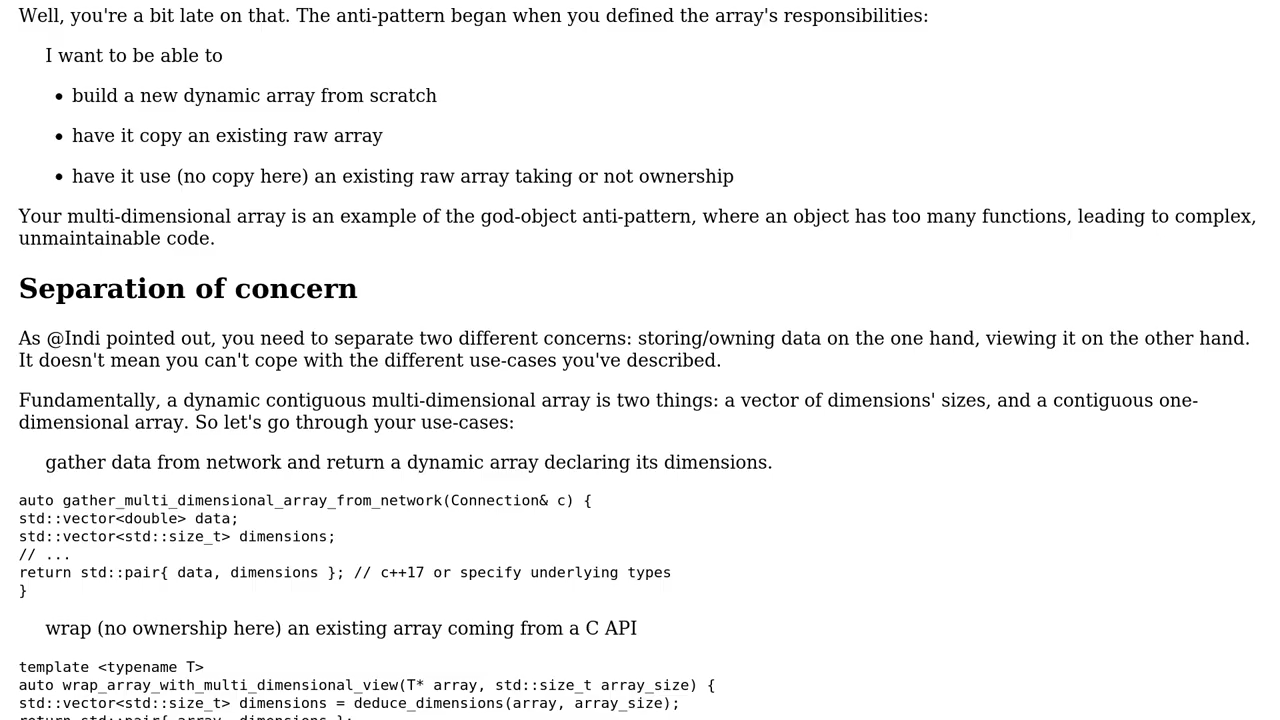 Well, you're a bit late on that. The anti-pattern began when you defined the array's responsibilities:
I want to be able to
• build a new dynamic array from scratch
• have it copy an existing raw array
• have it use (no copy here) an existing raw array taking or not ownership
Your multi-dimensional array is an example of the god-object anti-pattern, where an object has too many functions, leading to complex,
unmaintainable code.
Separation of concern
As @Indi pointed out, you need to separate two different concerns: storing/owning data on the one hand, viewing it on the other hand.
It doesn't mean you can't cope with the different use-cases you've described.
Fundamentally, a dynamic contiguous multi-dimensional array is two things: a vector of dimensions' sizes, and a contiguous one-
dimensional array. So let's go through your use-cases:
gather data from network and return a dynamic array declaring its dimensions.
auto gather_multi_dimensional_array_from_network(Connection& c) {
std::vector<double> data;
std::vector<std::size_t> dimensions;
// ...
return std::pair{ data, dimensions }; // c++17 or specify underlying types
}
wrap (no ownership here) an existing array coming from a C API
template <typename T>
auto wrap_array_with_multi_dimensional_view(T* array, std::size_t array_size) {
std::vector<std::size_t> dimensions = deduce_dimensions(array, array_size);
return std::pair{ array, dimensions };